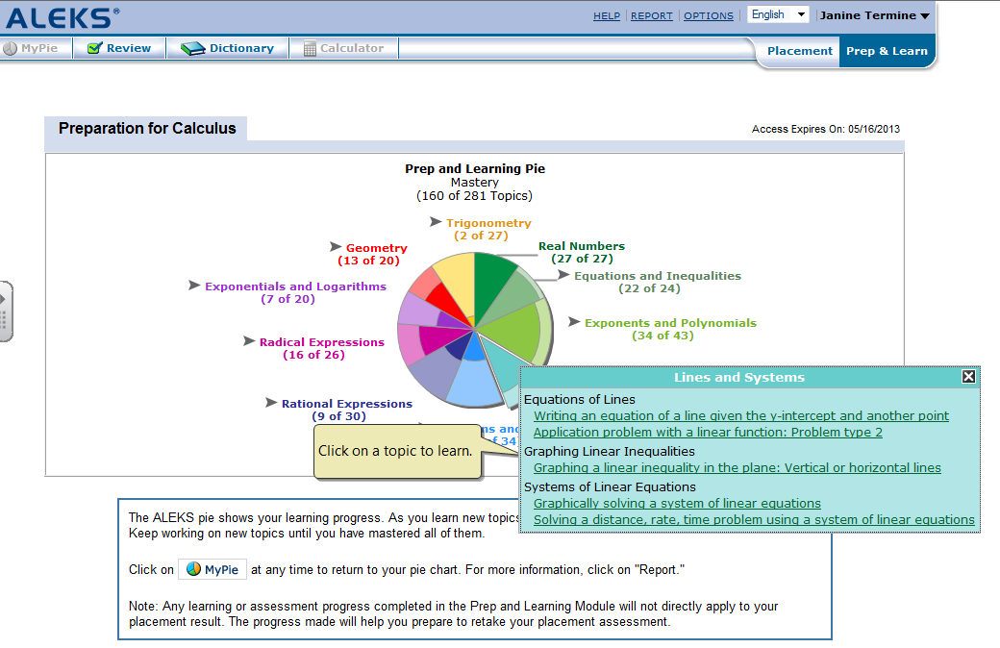 ALEKS®
HELP | REPORT | OPTIONS | English Janine Termine
MyPie Review Dictionary Calculator
Placement Prep & Learn
Preparation for Calculus
Access Expires On: 05/16/2013
Prep and Learning Pie
Mastery
(160 of 281 Topics)
Trigonometry
(2 of 27)
Real Numbers
(27 of 27)
Geometry
(13 of 20)
Equations and Inequalities
(22 of 24)
Exponentials and Logarithms
(7 of 20)
Exponents and Polynomials
(34 of 43)
Radical Expressions
(16 of 26)
Rational Expressions
(9 of 30)
ns and
f 34
Lines and Systems
Equations of Lines
Writing an equation of a line given the y-intercept and another point
Application problem with a linear function: Problem type 2
Graphing Linear Inequalities
Graphing a linear inequality in the plane: Vertical or horizontal lines
Systems of Linear Equations
Graphically solving a system of linear equations
Solving a distance, rate, time problem using a system of linear equations
Click on a topic to learn.
The ALEKS pie shows your learning progress. As you learn new topics
Keep working on new topics until you have mastered all of them.
Click on MyPie at any time to return to your pie chart. For more information, click on "Report."
Note: Any learning or assessment progress completed in the Prep and Learning Module will not directly apply to your
placement result. The progress made will help you prepare to retake your placement assessment.